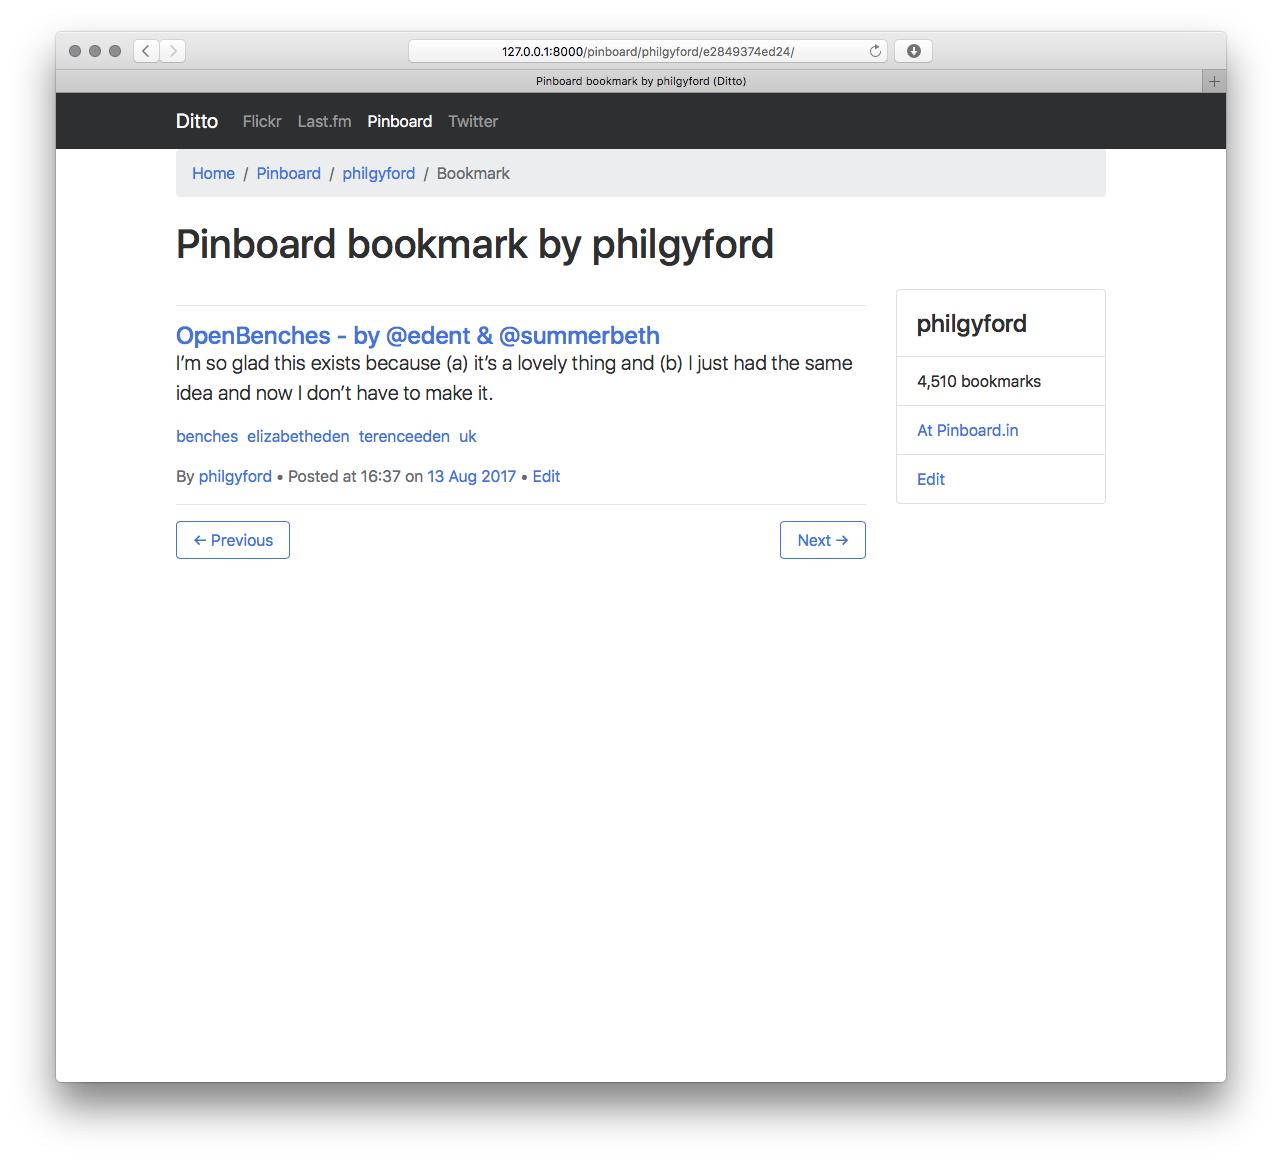 127.0.0.1:8000/pinboard/philgyford/e2849374ed24/
Pinboard bookmark by philgyford (Ditto)
Ditto Flickr Last.fm Pinboard Twitter
Home / Pinboard / philgyford / Bookmark
Pinboard bookmark by philgyford
OpenBenches - by @edent & @summerbeth
I’m so glad this exists because (a) it’s a lovely thing and (b) I just had the same
idea and now I don’t have to make it.
benches elizabetheden terenceeden uk
By philgyford • Posted at 16:37 on 13 Aug 2017 • Edit
← Previous
Next →
philgyford
4,510 bookmarks
At Pinboard.in
Edit